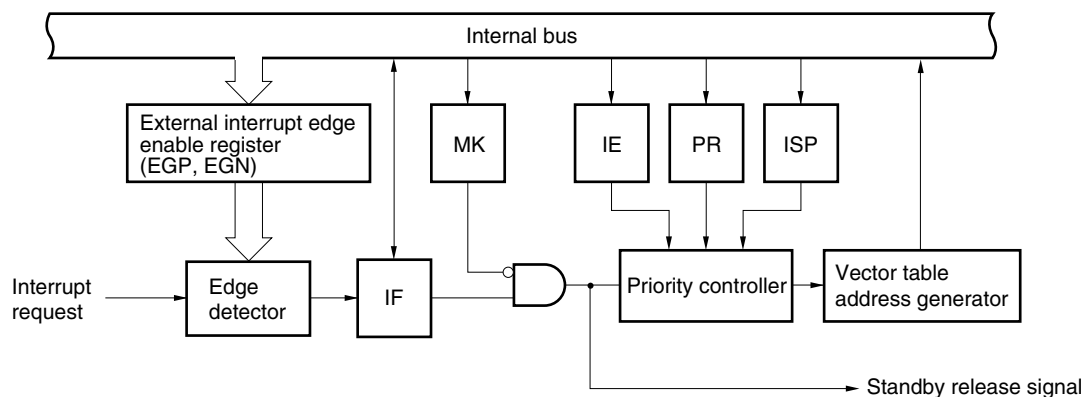 Internal bus
External interrupt edge
enable register
(EGP, EGN)
MK
IE
PR
ISP
Interrupt
request
Edge
detector
IF
Priority controller
Vector table
address generator
Standby release signal